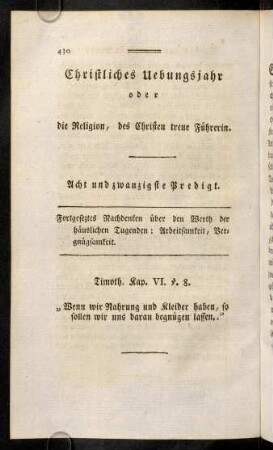 430
Christliches Uebungsjahr
oder
die Religion, des Christen treue Führerin.
Acht und zwanzigste Predigt.
Fortgesetztes Nachdenken über den Werth der
häuslichen Tugenden: Arbeitsamkeit, Ver-
gnügsamkeit.
Timoth. Kap. VI. v. 8.
„Wenn wir Nahrung und Kleider haben, so
sollen wir uns daran begnügen lassen.“